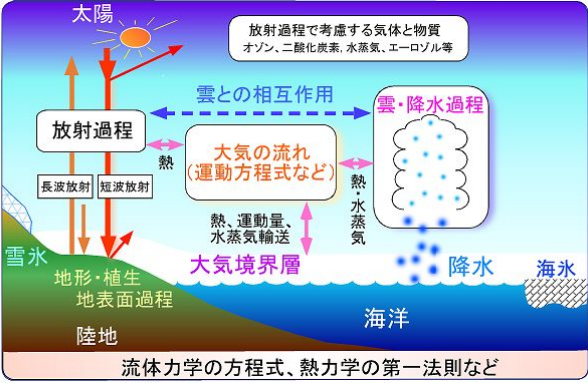 太陽
放射過程で考慮する気体と物質
オゾン、二酸化炭素, 水蒸気、エーロゾル等
雲との相互作用
雲・降水過程
放射過程
大気の流れ
(運動方程式など)
熱
熱・水蒸気
長波放射
短波放射
熱、運動量、
水蒸気輸送
雪氷
大気境界層
降水
海氷
地形・植生
地表面過程
海洋
陸地
流体力学の方程式、熱力学の第一法則など